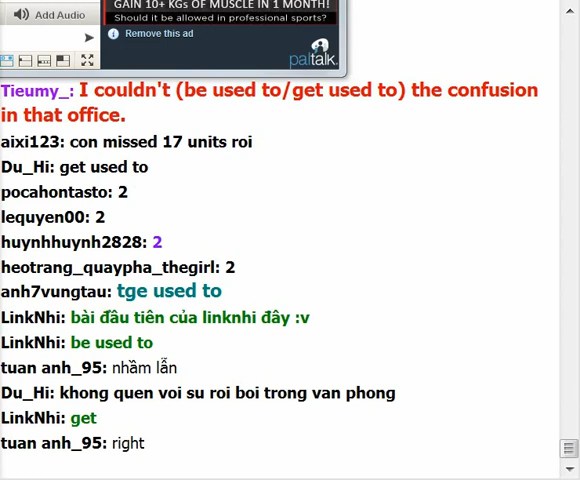 GAIN 10+ KGs OF MUSCLE IN 1 MONTH!
Should it be allowed in professional sports?
Add Audio
Remove this ad
paltalk
Tieumy_: I couldn't (be used to/get used to) the confusion
in that office.
aixi123: con missed 17 units roi
Du_Hi: get used to
pocahontasto: 2
lequyen00: 2
huynhhuynh2828: 2
heotrang_quaypha_thegirl: 2
anh7vungtau: tge used to
LinkNhi: bài đầu tiên của linknhi đây :v
LinkNhi: be used to
tuan anh_95: nhầm lẫn
Du_Hi: khong quen voi su roi boi trong van phong
LinkNhi: get
tuan anh_95: right